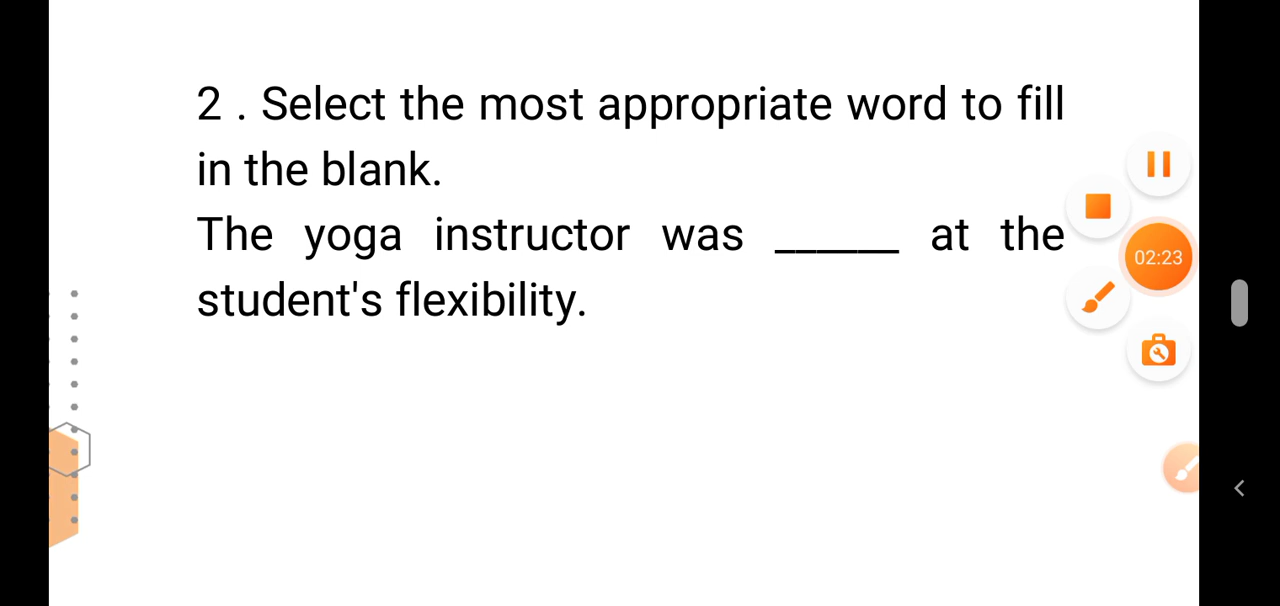 2 . Select the most appropriate word to fill
in the blank.
The yoga instructor was ______ at the
student's flexibility.
02:23